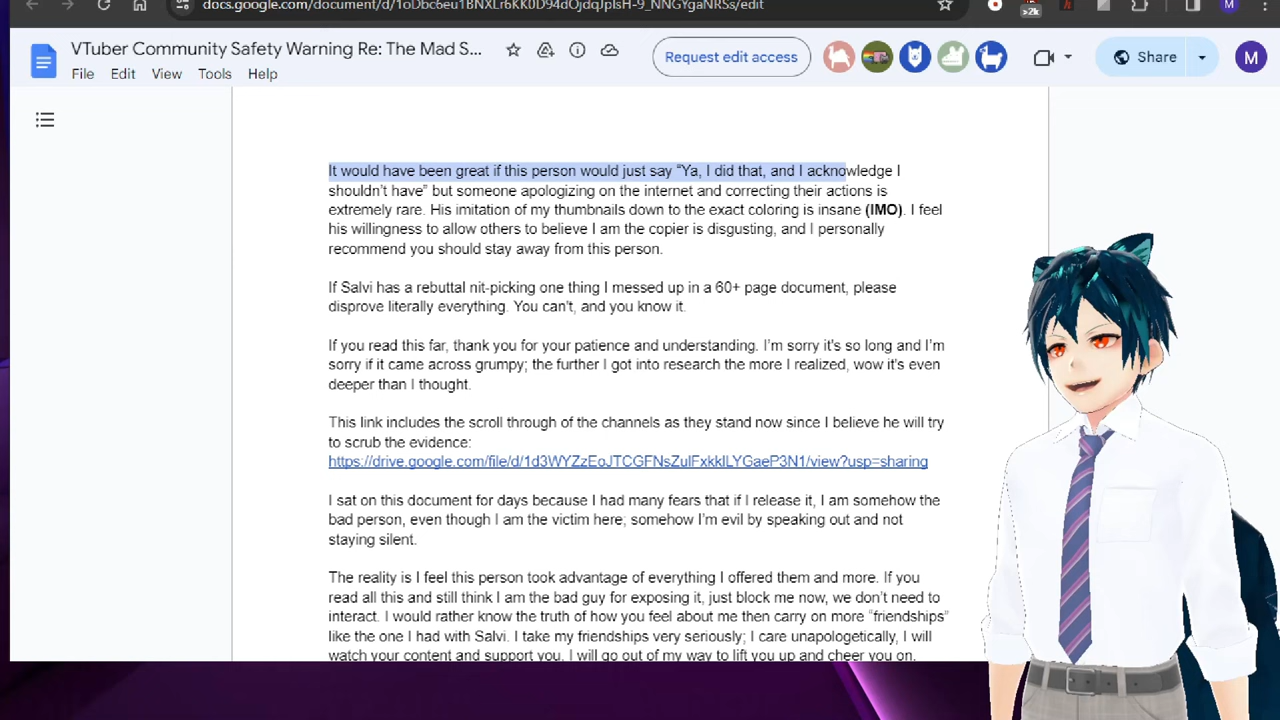 VTuber Community Safety Warning Re: The Mad S...
Request edit access
Share
M
File Edit View Tools Help
It would have been great if this person would just say “Ya, I did that, and I acknowledge I
shouldn’t have” but someone apologizing on the internet and correcting their actions is
extremely rare. His imitation of my thumbnails down to the exact coloring is insane (IMO). I feel
his willingness to allow others to believe I am the copier is disgusting, and I personally
recommend you should stay away from this person.
If Salvi has a rebuttal nit-picking one thing I messed up in a 60+ page document, please
disprove literally everything. You can’t, and you know it.
If you read this far, thank you for your patience and understanding. I’m sorry it's so long and I’m
sorry if it came across grumpy; the further I got into research the more I realized, wow it's even
deeper than I thought.
This link includes the scroll through of the channels as they stand now since I believe he will try
to scrub the evidence:
https://drive.google.com/file/d/1d3WYZzEoJTCGFNsZulFxkklLYGaeP3N1/view?usp=sharing
I sat on this document for days because I had many fears that if I release it, I am somehow the
bad person, even though I am the victim here; somehow I’m evil by speaking out and not
staying silent.
The reality is I feel this person took advantage of everything I offered them and more. If you
read all this and still think I am the bad guy for exposing it, just block me now, we don’t need to
interact. I would rather know the truth of how you feel about me then carry on more “friendships”
like the one I had with Salvi. I take my friendships very seriously; I care unapologetically, I will
watch your content and support you. I will go out of my way to lift you up and cheer you on.